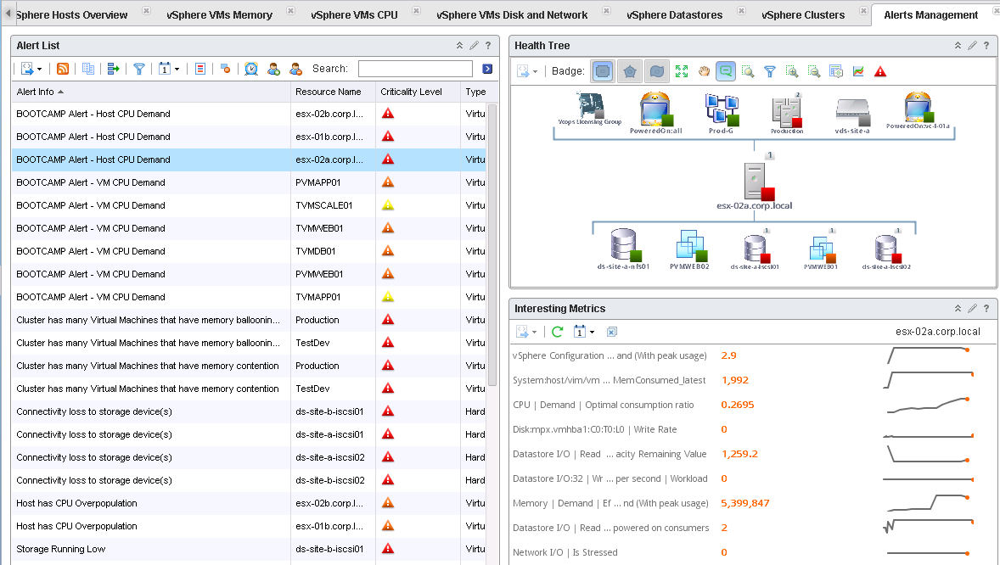 Sphere Hosts Overview vSphere VMs Memory vSphere VMs CPU vSphere VMs Disk and Network vSphere Datastores vSphere Clusters Alerts Management
Alert List ?
1 Search:
Alert Info Resource Name Criticality Level Type
BOOTCAMP Alert - Host CPU Demand esx-02b.corp.l... Virtu
BOOTCAMP Alert - Host CPU Demand esx-01b.corp.l... Virtu
BOOTCAMP Alert - Host CPU Demand esx-02a.corp.l... Virtu
BOOTCAMP Alert - VM CPU Demand PVMAPP01 Virtu
BOOTCAMP Alert - VM CPU Demand TVMSCALE01 Virtu
BOOTCAMP Alert - VM CPU Demand TVMWEB01 Virtu
BOOTCAMP Alert - VM CPU Demand TVMDB01 Virtu
BOOTCAMP Alert - VM CPU Demand PVMWEB01 Virtu
BOOTCAMP Alert - VM CPU Demand TVMAPP01 Virtu
Cluster has many Virtual Machines that have memory balloonin... Production Virtu
Cluster has many Virtual Machines that have memory balloonin... TestDev Virtu
Cluster has many Virtual Machines that have memory contention Production Virtu
Cluster has many Virtual Machines that have memory contention TestDev Virtu
Connectivity loss to storage device(s) ds-site-b-iscsi01 Hard
Connectivity loss to storage device(s) ds-site-a-iscsi01 Hard
Connectivity loss to storage device(s) ds-site-a-iscsi02 Hard
Connectivity loss to storage device(s) ds-site-b-iscsi02 Hard
Host has CPU Overpopulation esx-02b.corp.l... Virtu
Host has CPU Overpopulation esx-01b.corp.l... Virtu
Storage Running Low ds-site-b-iscsi01 Virtu
Health Tree ?
Badge:
2
Vcops Licensing Group PoweredOn:all Prod-G Production vds-site-a PoweredOn:vc-l-01a
1
esx-02a.corp.local
1 1 1
ds-site-a-nfs01 PVMWEB02 ds-site-a-iscsi01 PVMWEB01 ds-site-a-iscsi02
Interesting Metrics ?
1 esx-02a.corp.local
vSphere Configuration ... and (With peak usage) 2.9
System:host/vim/vm ... MemConsumed_latest 1,992
CPU | Demand | Optimal consumption ratio 0.2695
Disk:mpx.vmhba1:C0:T0:L0 | Write Rate 0
Datastore I/O | Read ...acity Remaining Value 1,259.2
Datastore I/O:32 | Wr ... per second | Workload 0
Memory | Demand | Ef ... nd (With peak usage) 5,399,847
Datastore I/O | Read ... powered on consumers 2
Network I/O | Is Stressed 0